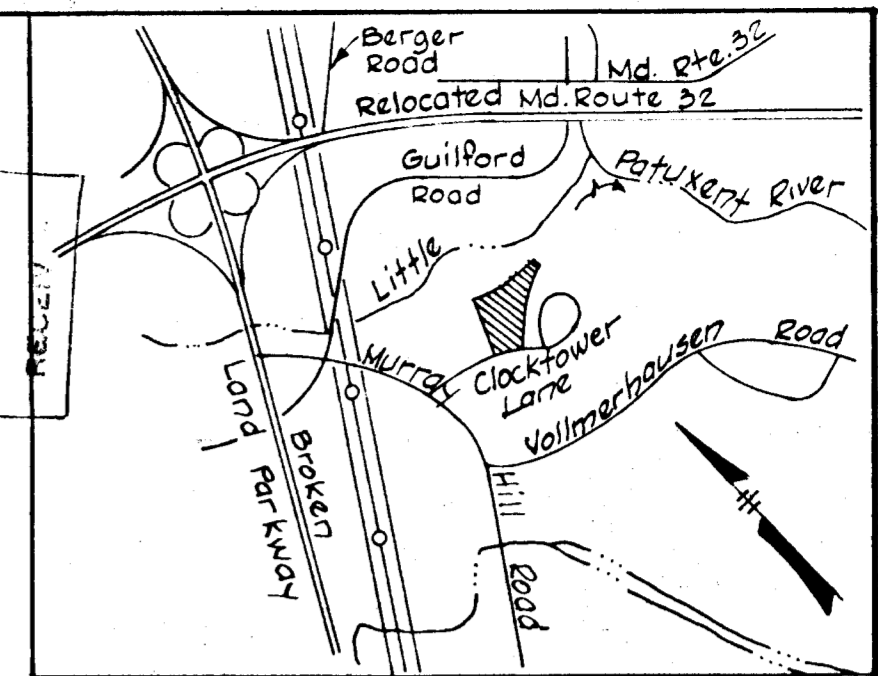 Berger
Road
Md. Rte. 32
Relocated Md. Route 32
Guilford
Road
Patuxent River
Little
Murray Hill Road
Clocktower
Lane
Vollmerhausen Road
Broken
Land Parkway